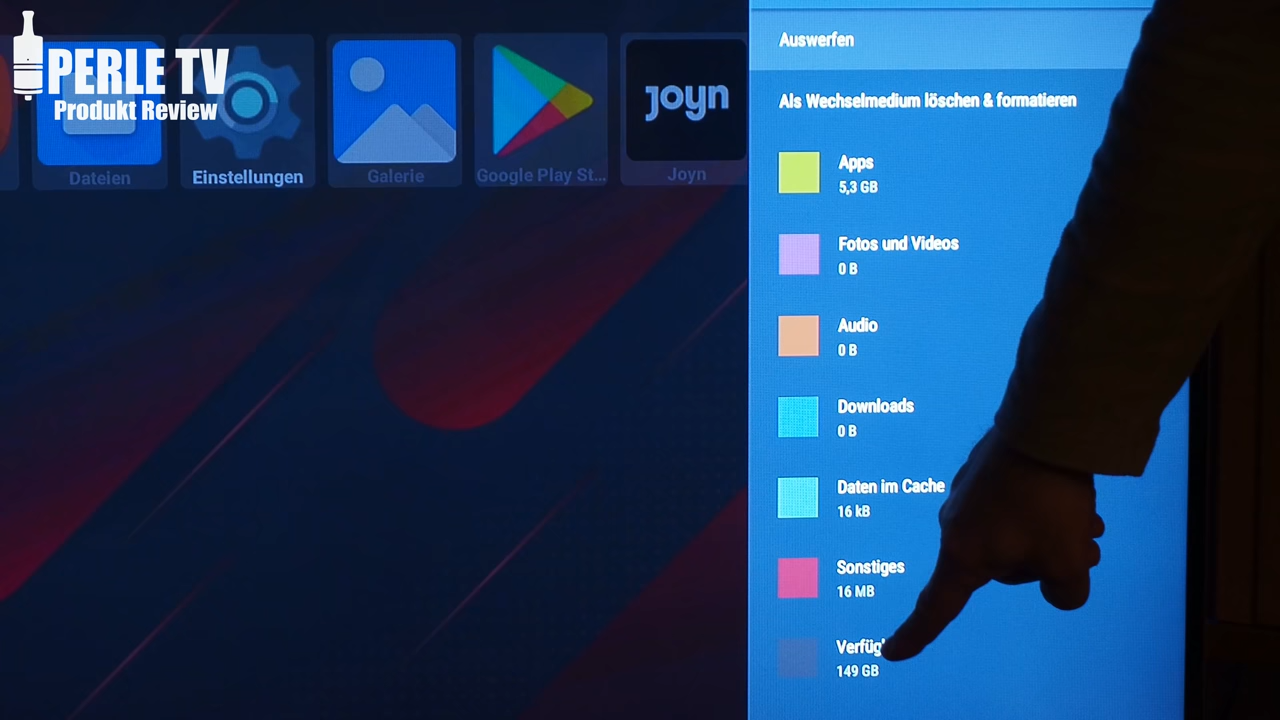 PERLE TV
Produkt Review
Dateien
Einstellungen
Galerie
Google Play St...
joyn
Joyn
Auswerfen
Als Wechselmedium löschen & formatieren
Apps
5,3 GB
Fotos und Videos
0 B
Audio
0 B
Downloads
0 B
Daten im Cache
16 kB
Sonstiges
16 MB
149 GB